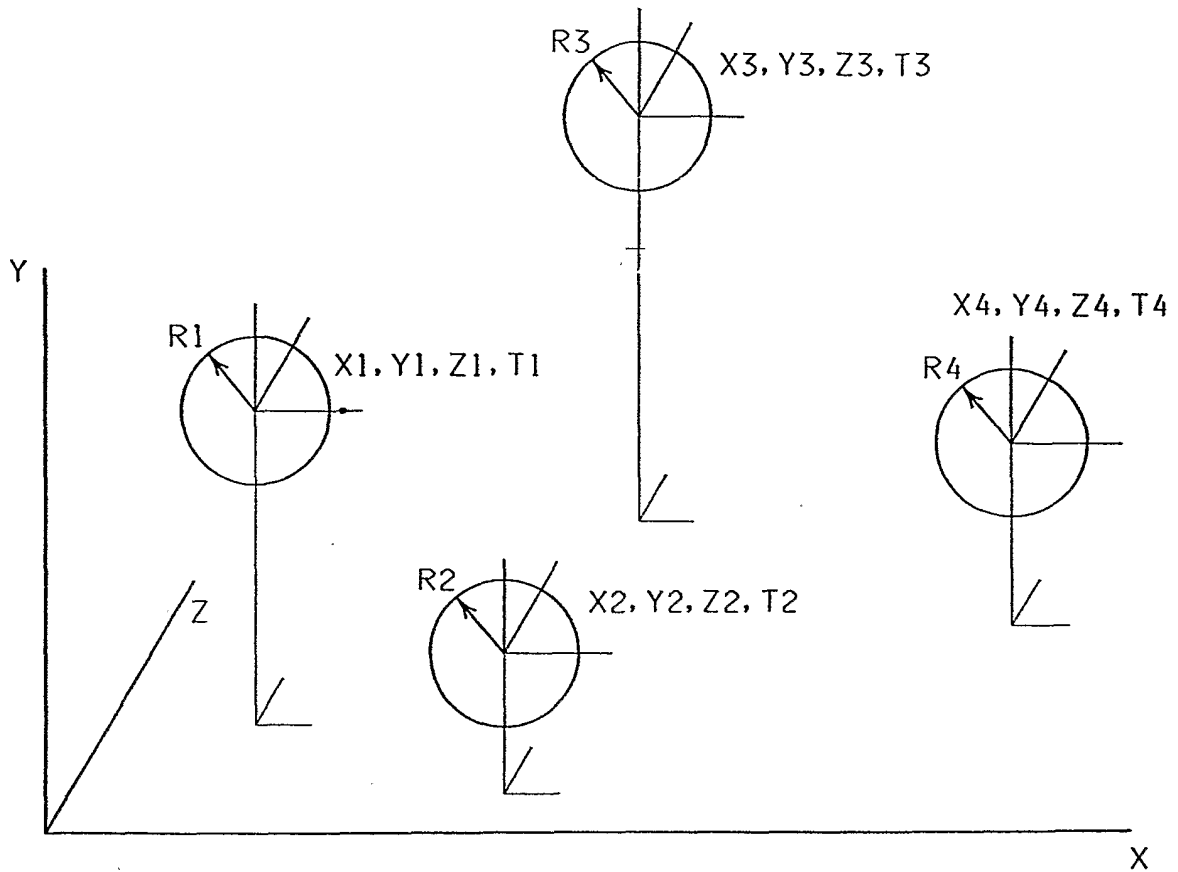 R3
X3, Y3, Z3, T3
Y
X4, Y4, Z4, T4
R1
X1, Y1, Z1, T1
R4
R2
X2, Y2, Z2, T2
Z
X